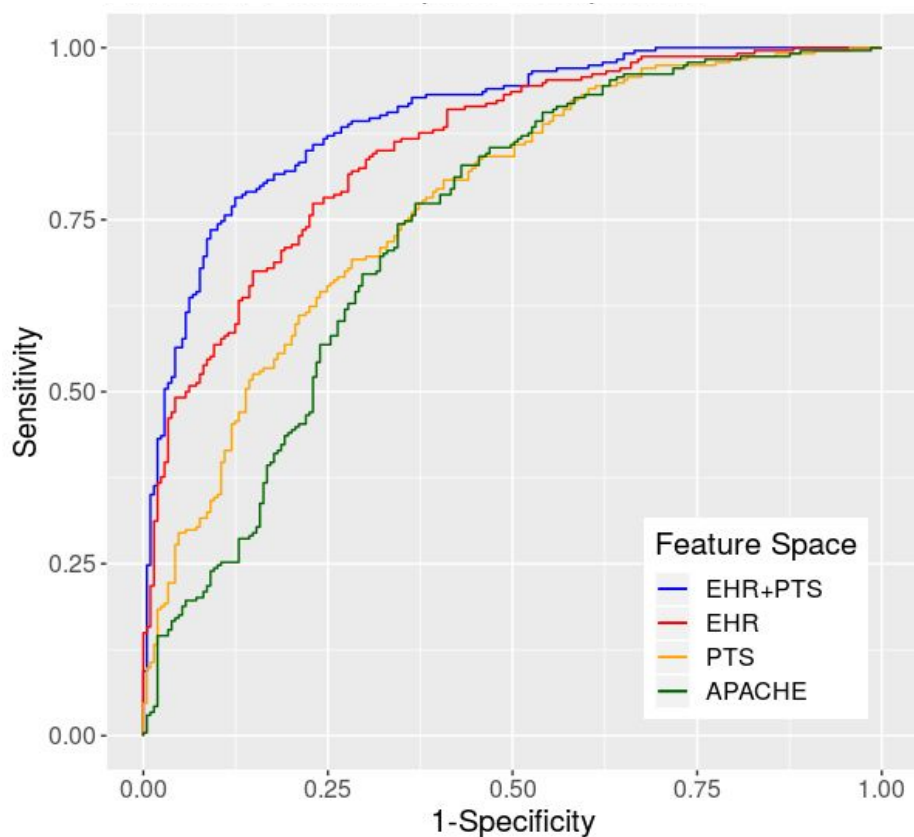 1.00
0.75
0.50
0.25
0.00
Sensitivity
Feature Space
EHR+PTS
EHR
PTS
APACHE
0.00 0.25 0.50 0.75 1.00
1-Specificity